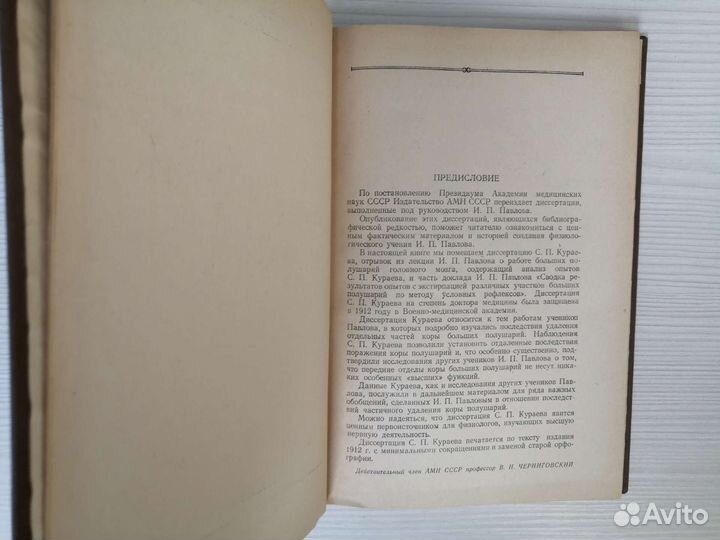 ПРЕДИСЛОВИЕ
По постановлению Президиума Академии медицинских
наук СССР Издательство АМН СССР переиздает диссертации,
выполненные под руководством И. П. Павлова.
Опубликование этих диссертаций, являющихся библиогра-
фической редкостью, поможет читателю ознакомиться с цен-
ным фактическим материалом и историей создания физиоло-
гического учения И. П. Павлова.
В настоящей книге мы помещаем диссертацию С. П. Кура-
ева, отрывок из лекции И. П. Павлова о работе больших по-
лушарий головного мозга, содержащий анализ опытов
С. П. Кураева, и часть доклада И. П. Павлова «Сводка ре-
зультатов опытов с экстирпацией различных участков больших
полушарий по методу условных рефлексов». Диссертация
С. П. Кураева на степень доктора медицины была защищена
в 1912 году в Военно-медицинской академии.
Диссертация Кураева относится к тем работам учеников
Павлова, в которых подробно изучались последствия удаления
отдельных частей коры больших полушарий. Наблюдения
С. П. Кураева позволили установить отдаленные последствия
поражения коры полушарий и, что особенно существенно, под-
твердили исследования других учеников И. П. Павлова о том,
что передние отделы коры больших полушарий не несут ника-
ких особенных «высших» функций.
Данные Кураева, как и исследования других учеников Пав-
лова, послужили в дальнейшем материалом для ряда важных
обобщений, сделанных И. П. Павловым в отношении последст-
вий частичного удаления коры полушарий.
Можно надеяться, что диссертация С. П. Кураева явится
ценным первоисточником для физиологов, изучающих высшую
нервную деятельность.
Диссертация С. П. Кураева печатается по тексту издания
1912 г. с минимальными сокращениями и заменой старой орфо-
графии.
Действительный член АМН СССР профессор В. Н. ЧЕРНИГОВСКИЙ
Avito